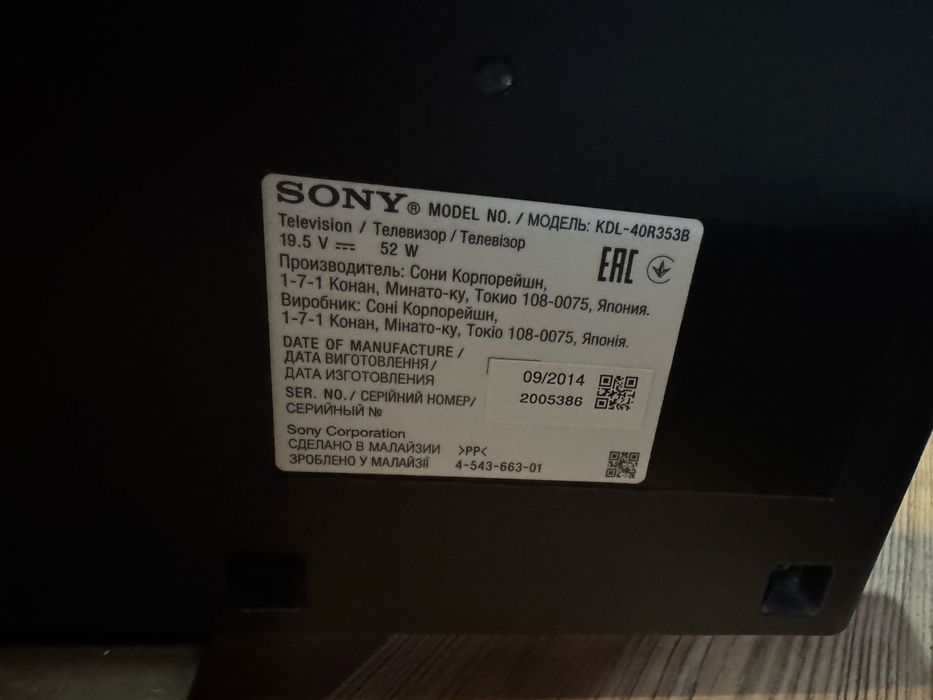 SONY® MODEL NO. / МОДЕЛЬ: KDL-40R353B
Television / Телевизор / Телевізор
19.5 V ⎓ 52 W
EAC
Производитель: Сони Корпорейшн,
1-7-1 Конан, Минато-ку, Токио 108-0075, Япония.
Виробник: Соні Корпорейшн,
1-7-1 Конан, Мінато-ку, Токіо 108-0075, Японія.
DATE OF MANUFACTURE /
ДАТА ВИГОТОВЛЕННЯ /
ДАТА ИЗГОТОВЛЕНИЯ
09/2014
SER. NO./ СЕРІЙНИЙ НОМЕР/
СЕРИЙНЫЙ №
2005386
Sony Corporation
СДЕЛАНО В МАЛАЙЗИИ >PP<
ЗРОБЛЕНО У МАЛАЙЗІЇ 4-543-663-01